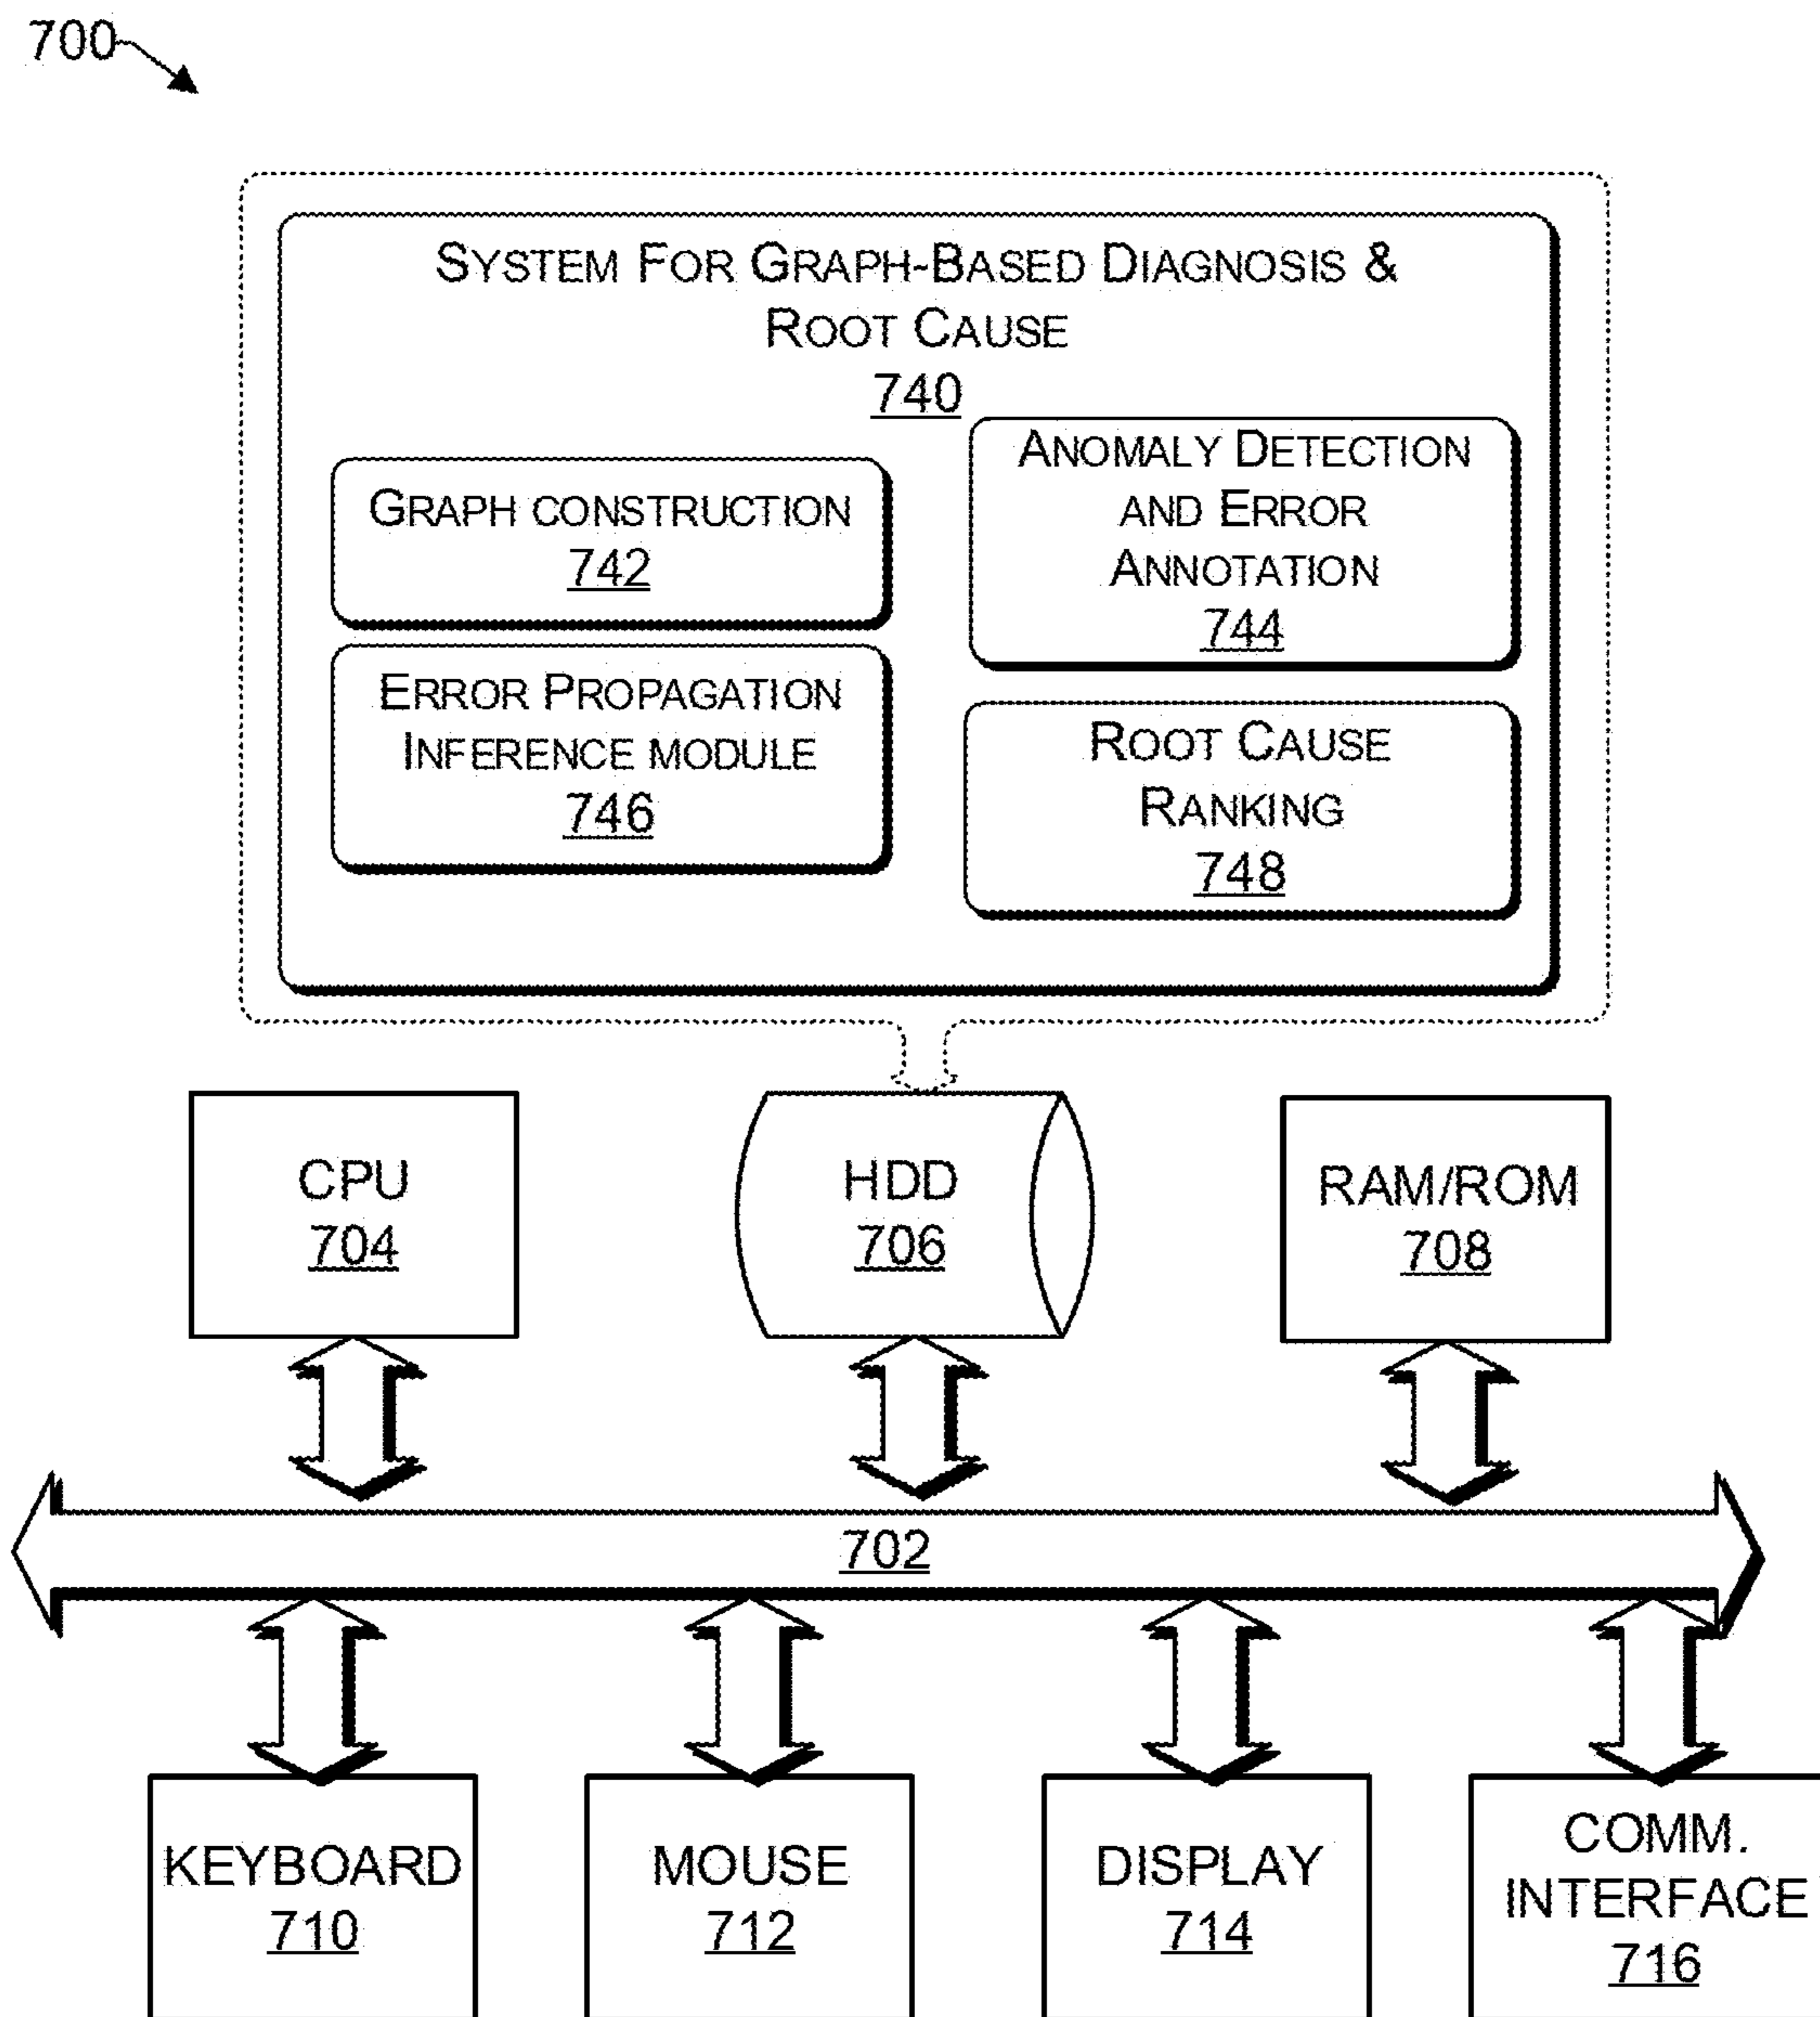 700
SYSTEM FOR GRAPH-BASED DIAGNOSIS &
ROOT CAUSE
740
GRAPH CONSTRUCTION
742
ANOMALY DETECTION
AND ERROR
ANNOTATION
744
ERROR PROPAGATION
INFERENCE MODULE
746
ROOT CAUSE
RANKING
748
CPU
704
HDD
706
RAM/ROM
708
702
KEYBOARD
710
MOUSE
712
DISPLAY
714
COMM.
INTERFACE
716